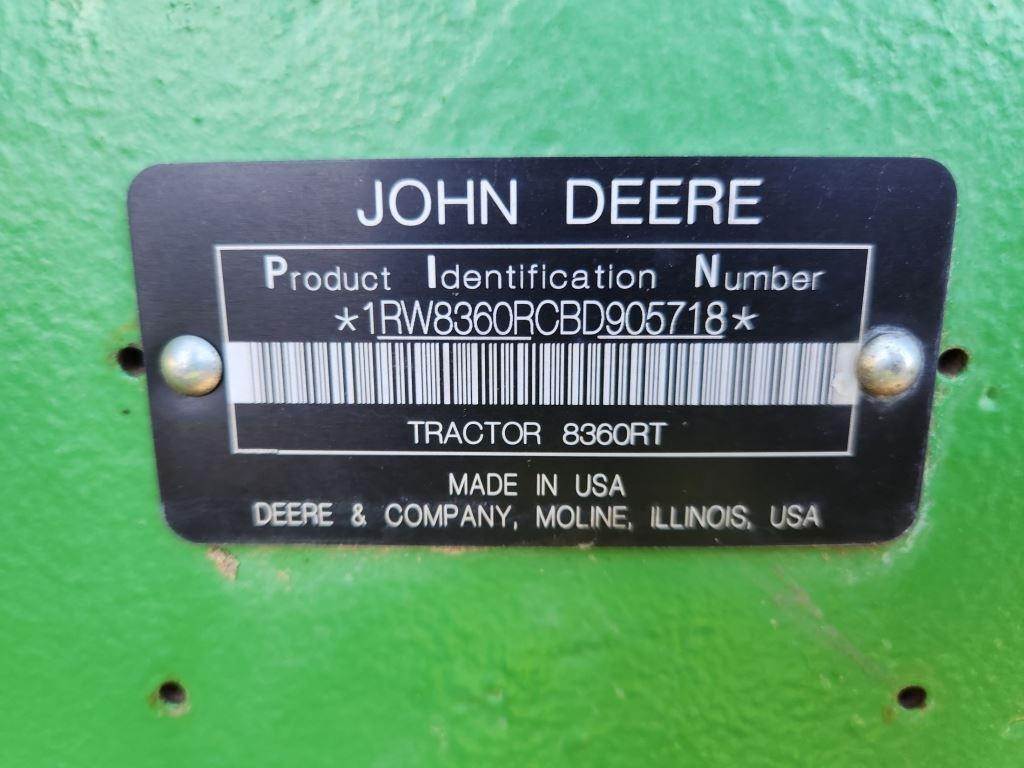 JOHN DEERE
Product Identification Number
*1RW8360RCBD905718*
TRACTOR 8360RT
MADE IN USA
DEERE & COMPANY, MOLINE, ILLINOIS, USA